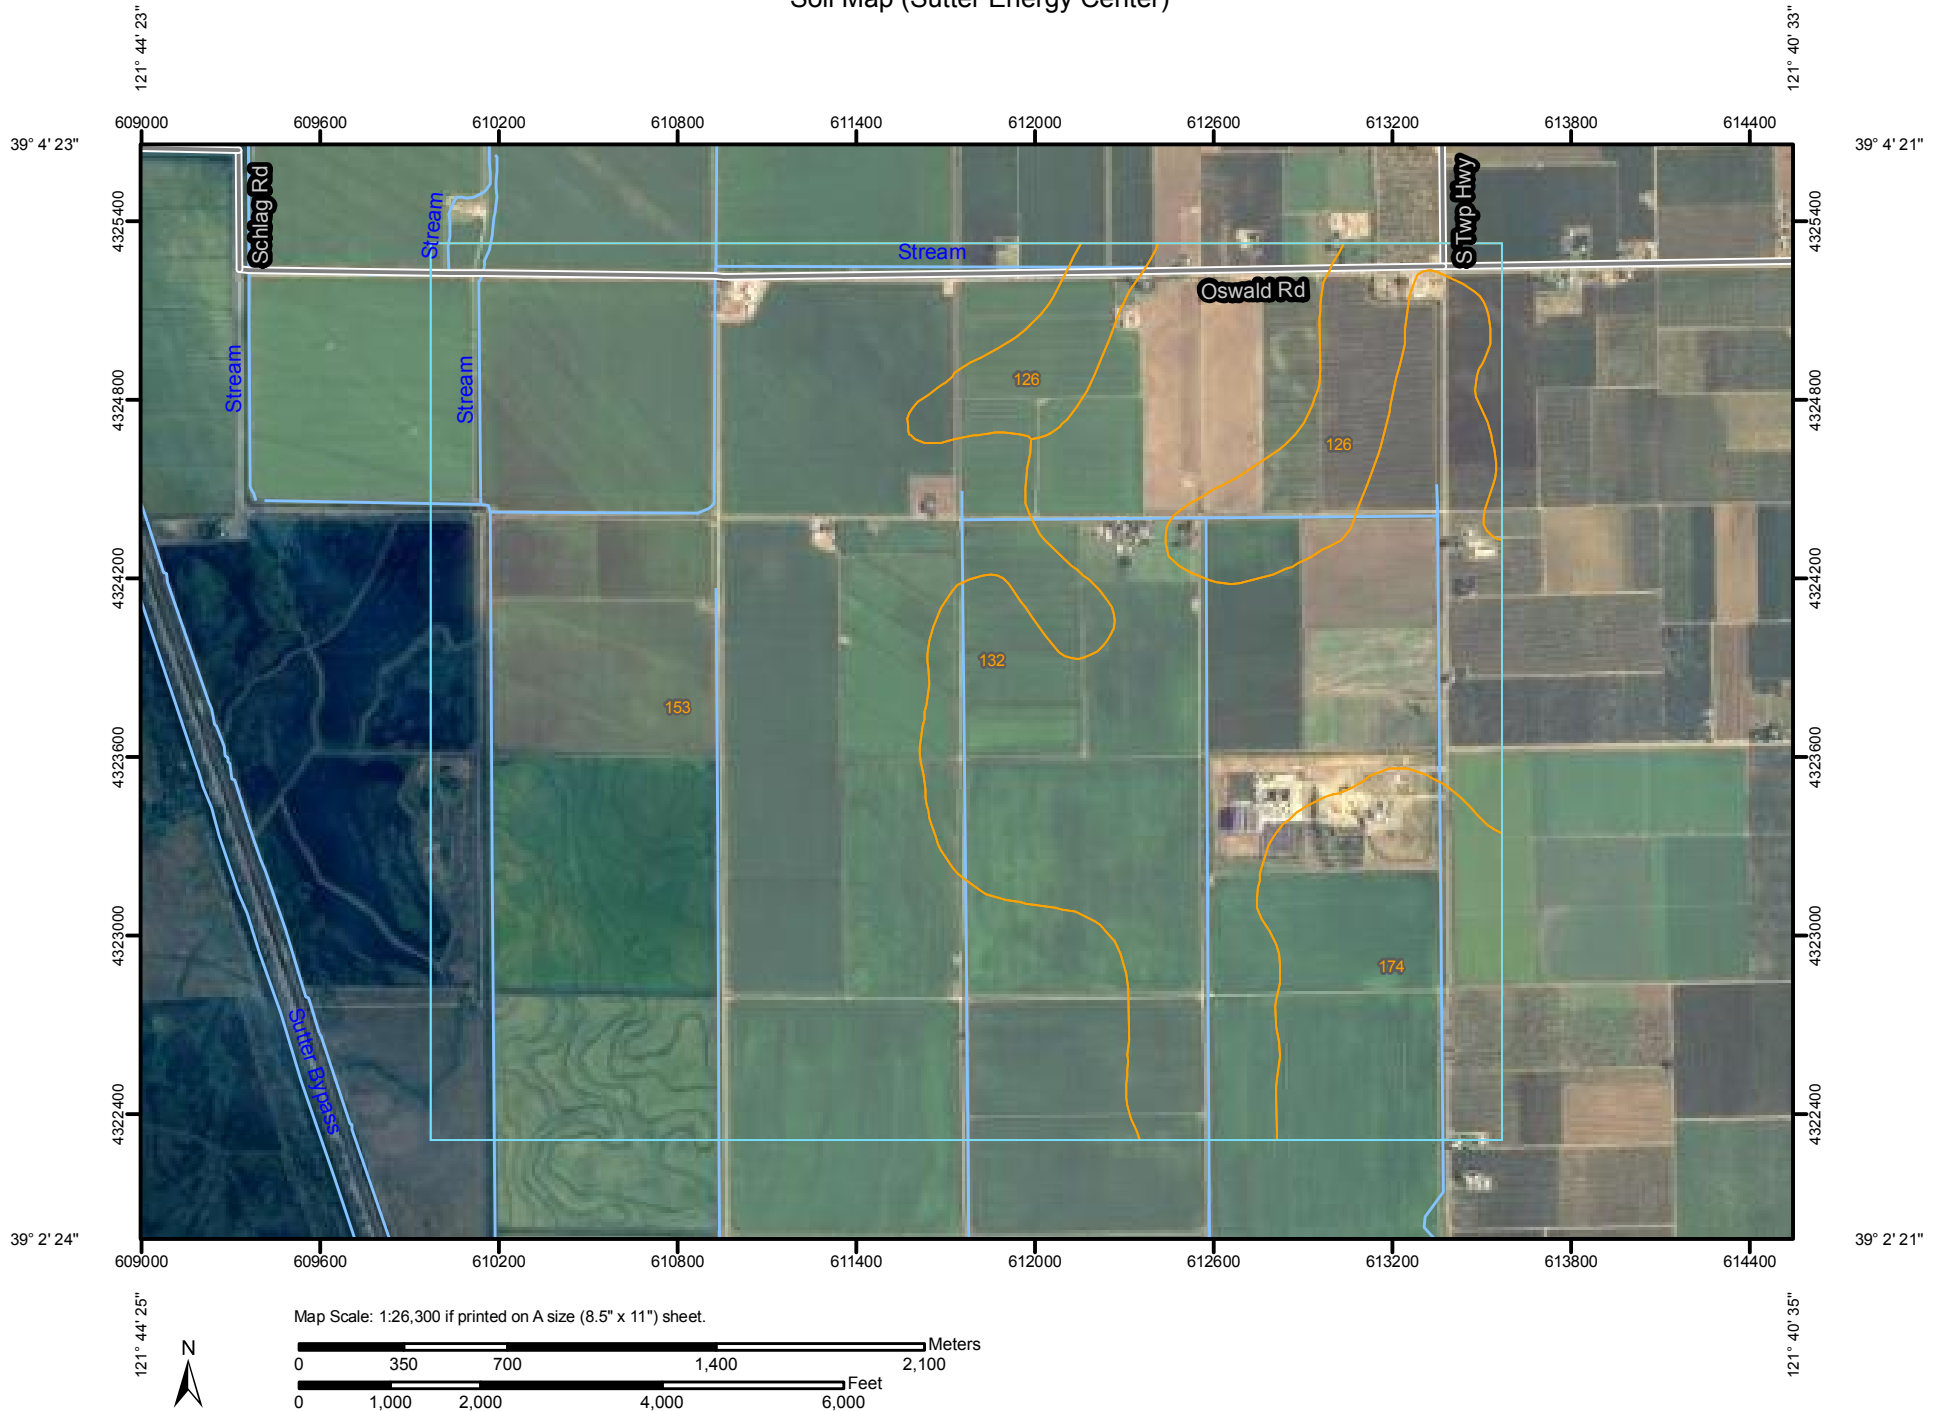 Soil Map (Sutter Energy Center)
121° 44' 23"
121° 40' 33"
609000 609600 610200 610800 611400 612000 612600 613200 613800 614400
39° 4' 23"
39° 4' 21"
4325400
4324800
4324200
4323600
4323000
4322400
4325400
4324800
4324200
4323600
4323000
4322400
Schlag Rd
Stream
Stream
S Twp Hwy
Oswald Rd
Stream
Stream
126
126
132
153
174
Sutter Bypass
39° 2' 24"
39° 2' 21"
609000 609600 610200 610800 611400 612000 612600 613200 613800 614400
121° 44' 25"
121° 40' 35"
Map Scale: 1:26,300 if printed on A size (8.5" x 11") sheet.
N
Meters
0 350 700 1,400 2,100
Feet
0 1,000 2,000 4,000 6,000